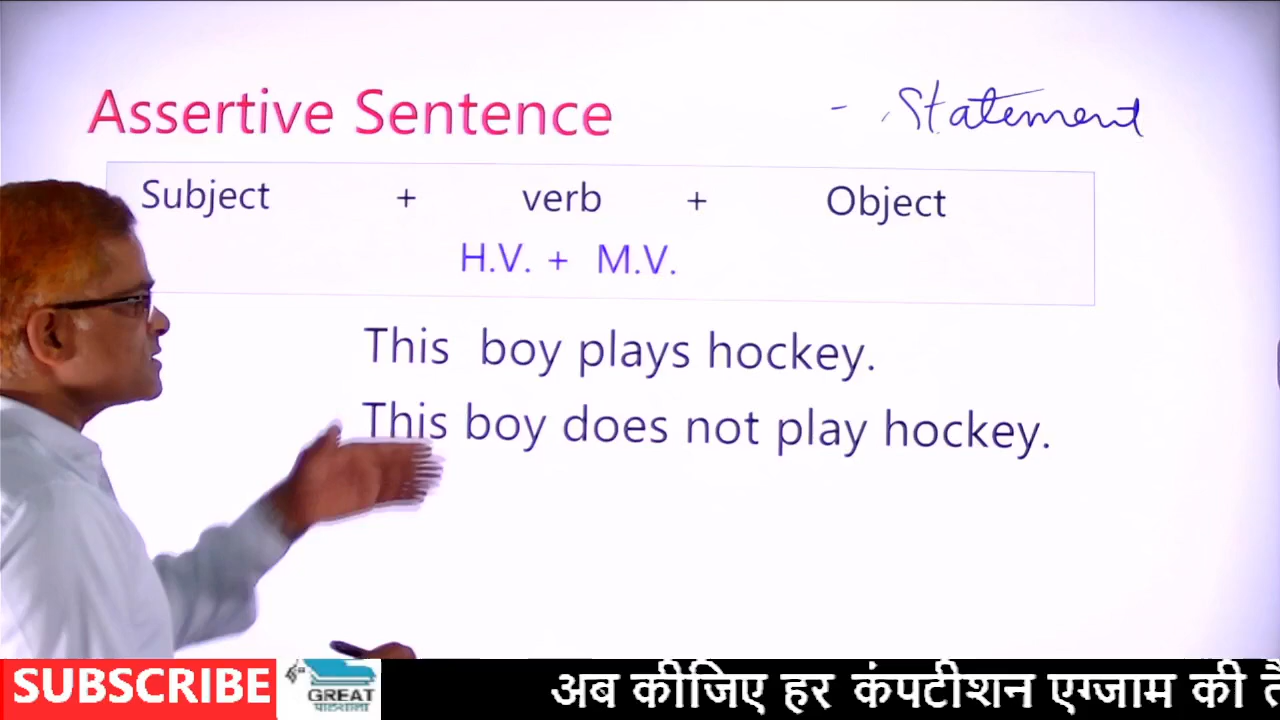 Assertive Sentence - Statement
Subject + verb + Object
H.V. + M.V.
This boy plays hockey.
This boy does not play hockey.
SUBSCRIBE
GREAT
पाठशाला
अब कीजिए हर कंपटीशन एग्जाम की